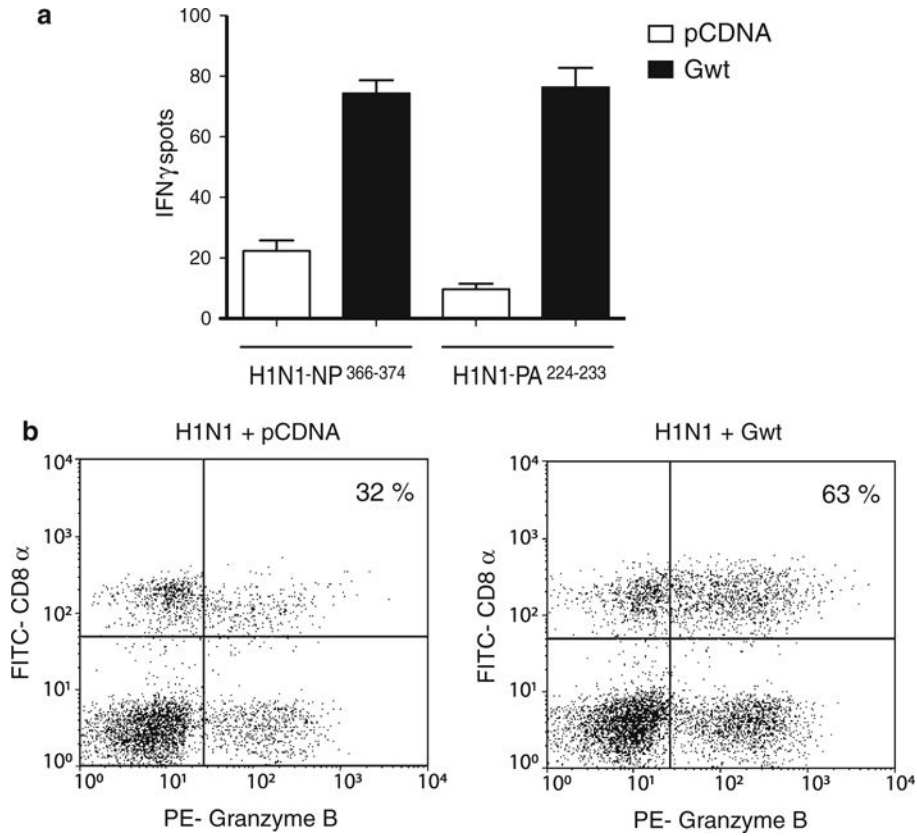 a
IFNγ spots
100
80
60
40
20
0
pCDNA
Gwt
H1N1-NP 366-374
H1N1-PA 224-233
b
H1N1 + pCDNA
32 %
FITC- CD8 α
10⁴
10³
10²
10¹
10⁰
10⁰ 10¹ 10² 10³ 10⁴
PE- Granzyme B
H1N1 + Gwt
63 %
FITC- CD8 α
10⁴
10³
10²
10¹
10⁰
10⁰ 10¹ 10² 10³ 10⁴
PE- Granzyme B